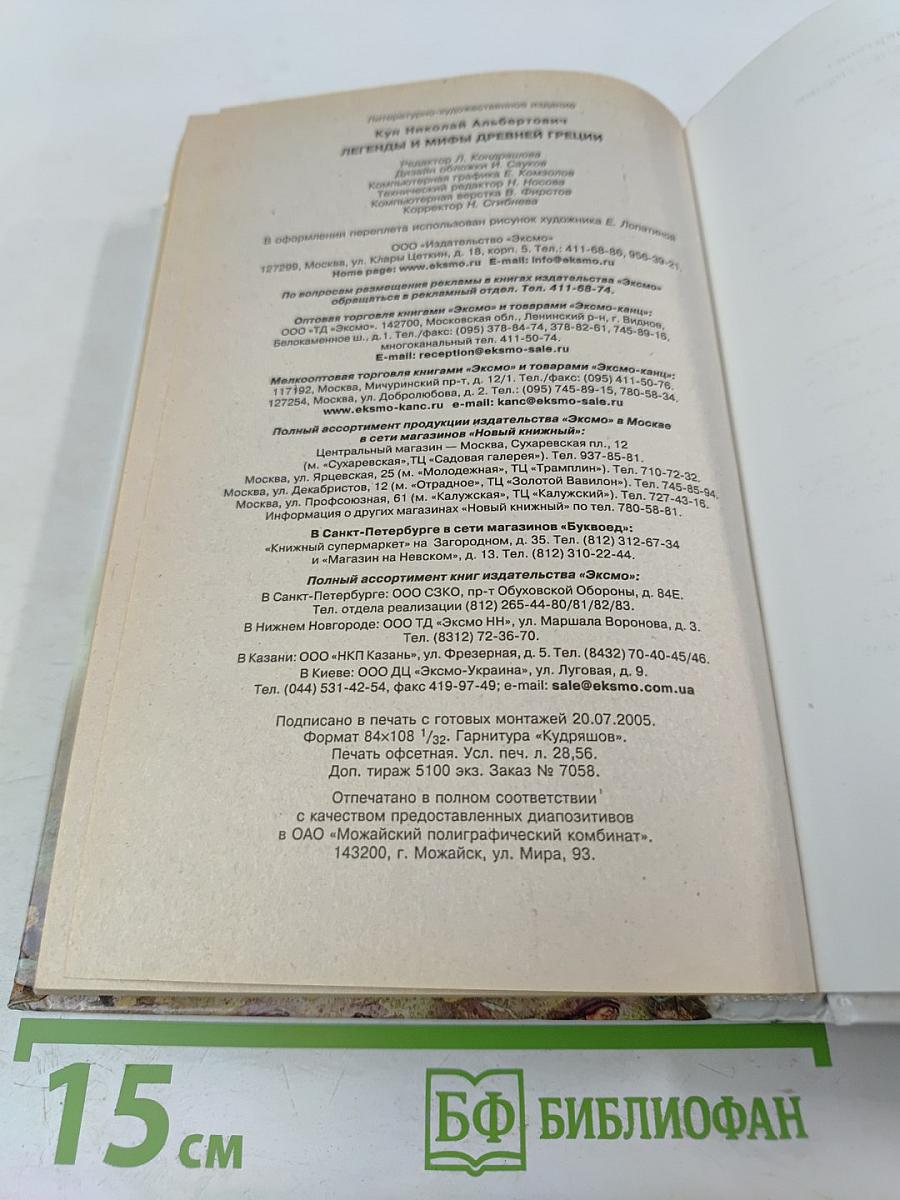 Литературно-художественное издание
Кун Николай Альбертович
ЛЕГЕНДЫ И МИФЫ ДРЕВНЕЙ ГРЕЦИИ
Редактор Л. Кондрашова
Дизайн обложки И. Сауков
Компьютерная графика Е. Комзолов
Технический редактор Н. Носова
Компьютерная верстка В. Фирстов
Корректор Н. Сгибнева
В оформлении переплета использован рисунок художника Е. Лопатинов
ООО «Издательство «Эксмо»
127299, Москва, ул. Клары Цеткин, д. 18, корп. 5. Тел.: 411-68-86, 956-39-21.
Home page: www.eksmo.ru E-mail: info@eksmo.ru
По вопросам размещения рекламы в книгах издательства «Эксмо»
обращаться в рекламный отдел. Тел. 411-68-74.
Оптовая торговля книгами «Эксмо» и товарами «Эксмо-канц»:
ООО «ТД «Эксмо». 142700, Московская обл., Ленинский р-н, г. Видное,
Белокаменное ш., д.1. Тел./факс: (095) 378-84-74, 378-82-61, 745-89-16,
многоканальный тел. 411-50-74.
E-mail: reception@eksmo-sale.ru
Мелкооптовая торговля книгами «Эксмо» и товарами «Эксмо-канц»:
117192, Москва, Мичуринский пр-т, д. 12/1. Тел./факс: (095) 411-50-76.
127254, Москва, ул. Добролюбова, д. 2. Тел.: (095) 745-89-15, 780-58-34.
www.eksmo-kanc.ru e-mail: kanc@eksmo-sale.ru
Полный ассортимент продукции издательства «Эксмо» в Москве
в сети магазинов «Новый книжный»:
Центральный магазин — Москва, Сухаревская пл., 12
(м. «Сухаревская»,ТЦ «Садовая галерея»). Тел. 937-85-81.
Москва, ул. Ярцевская, 25 (м. «Молодежная», ТЦ «Трамплин»). Тел. 710-72-32.
Москва, ул. Декабристов, 12 (м. «Отрадное», ТЦ «Золотой Вавилон»). Тел. 745-85-94.
Москва, ул. Профсоюзная, 61 (м. «Калужская», ТЦ «Калужский»). Тел. 727-43-16.
Информация о других магазинах «Новый книжный» по тел. 780-58-81.
В Санкт-Петербурге в сети магазинов «Буквоед»:
«Книжный супермаркет» на Загородном, д. 35. Тел. (812) 312-67-34
и «Магазин на Невском», д. 13. Тел. (812) 310-22-44.
Полный ассортимент книг издательства «Эксмо»:
В Санкт-Петербурге: ООО СЗКО, пр-т Обуховской Обороны, д. 84Е.
Тел. отдела реализации (812) 265-44-80/81/82/83.
В Нижнем Новгороде: ООО ТД «Эксмо НН», ул. Маршала Воронова, д. 3.
Тел. (8312) 72-36-70.
В Казани: ООО «НКП Казань», ул. Фрезерная, д. 5. Тел. (8432) 70-40-45/46.
В Киеве: ООО ДЦ «Эксмо-Украина», ул. Луговая, д. 9.
Тел. (044) 531-42-54, факс 419-97-49; e-mail: sale@eksmo.com.ua
Подписано в печать с готовых монтажей 20.07.2005.
Формат 84×108 1/32. Гарнитура «Кудряшов».
Печать офсетная. Усл. печ. л. 28,56.
Доп. тираж 5100 экз. Заказ № 7058.
Отпечатано в полном соответствии
с качеством предоставленных диапозитивов
в ОАО «Можайский полиграфический комбинат».
143200, г. Можайск, ул. Мира, 93.
15 см
БФ БИБЛИОФАН